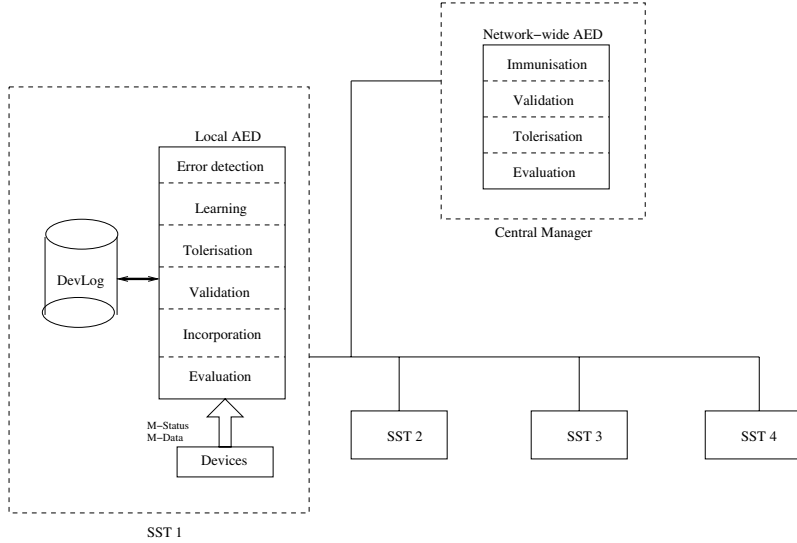 Network−wide AED
Immunisation
Validation
Tolerisation
Evaluation
Central Manager
Local AED
Error detection
Learning
Tolerisation
Validation
Incorporation
Evaluation
DevLog
M−Status
M−Data
Devices
SST 1
SST 2
SST 3
SST 4